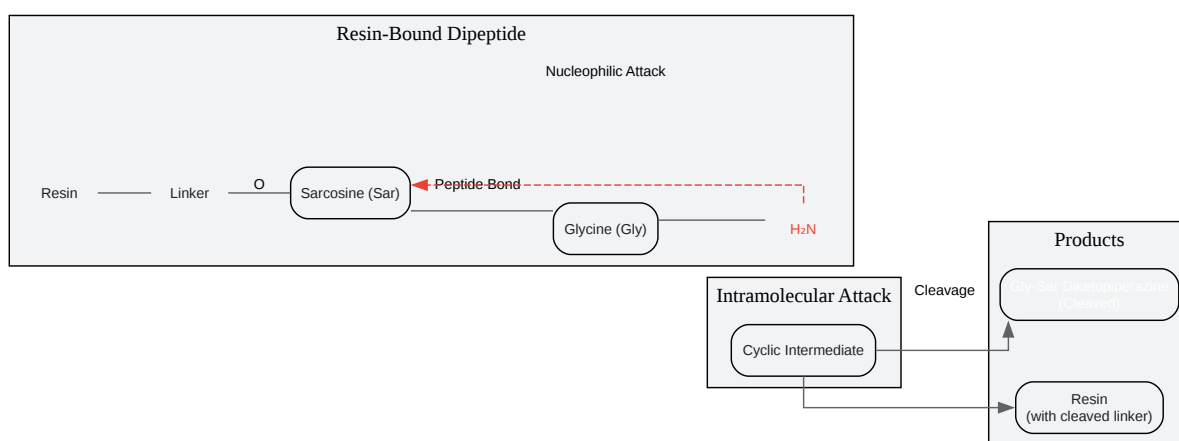 Resin-Bound Dipeptide
Nucleophilic Attack
Resin
Linker
O
Sarcosine (Sar)
Peptide Bond
Glycine (Gly)
H₂N
Intramolecular Attack
Cyclic Intermediate
Cleavage
Products
Gly-Sar Diketopiperazine
(Cleaved)
Resin
(with cleaved linker)